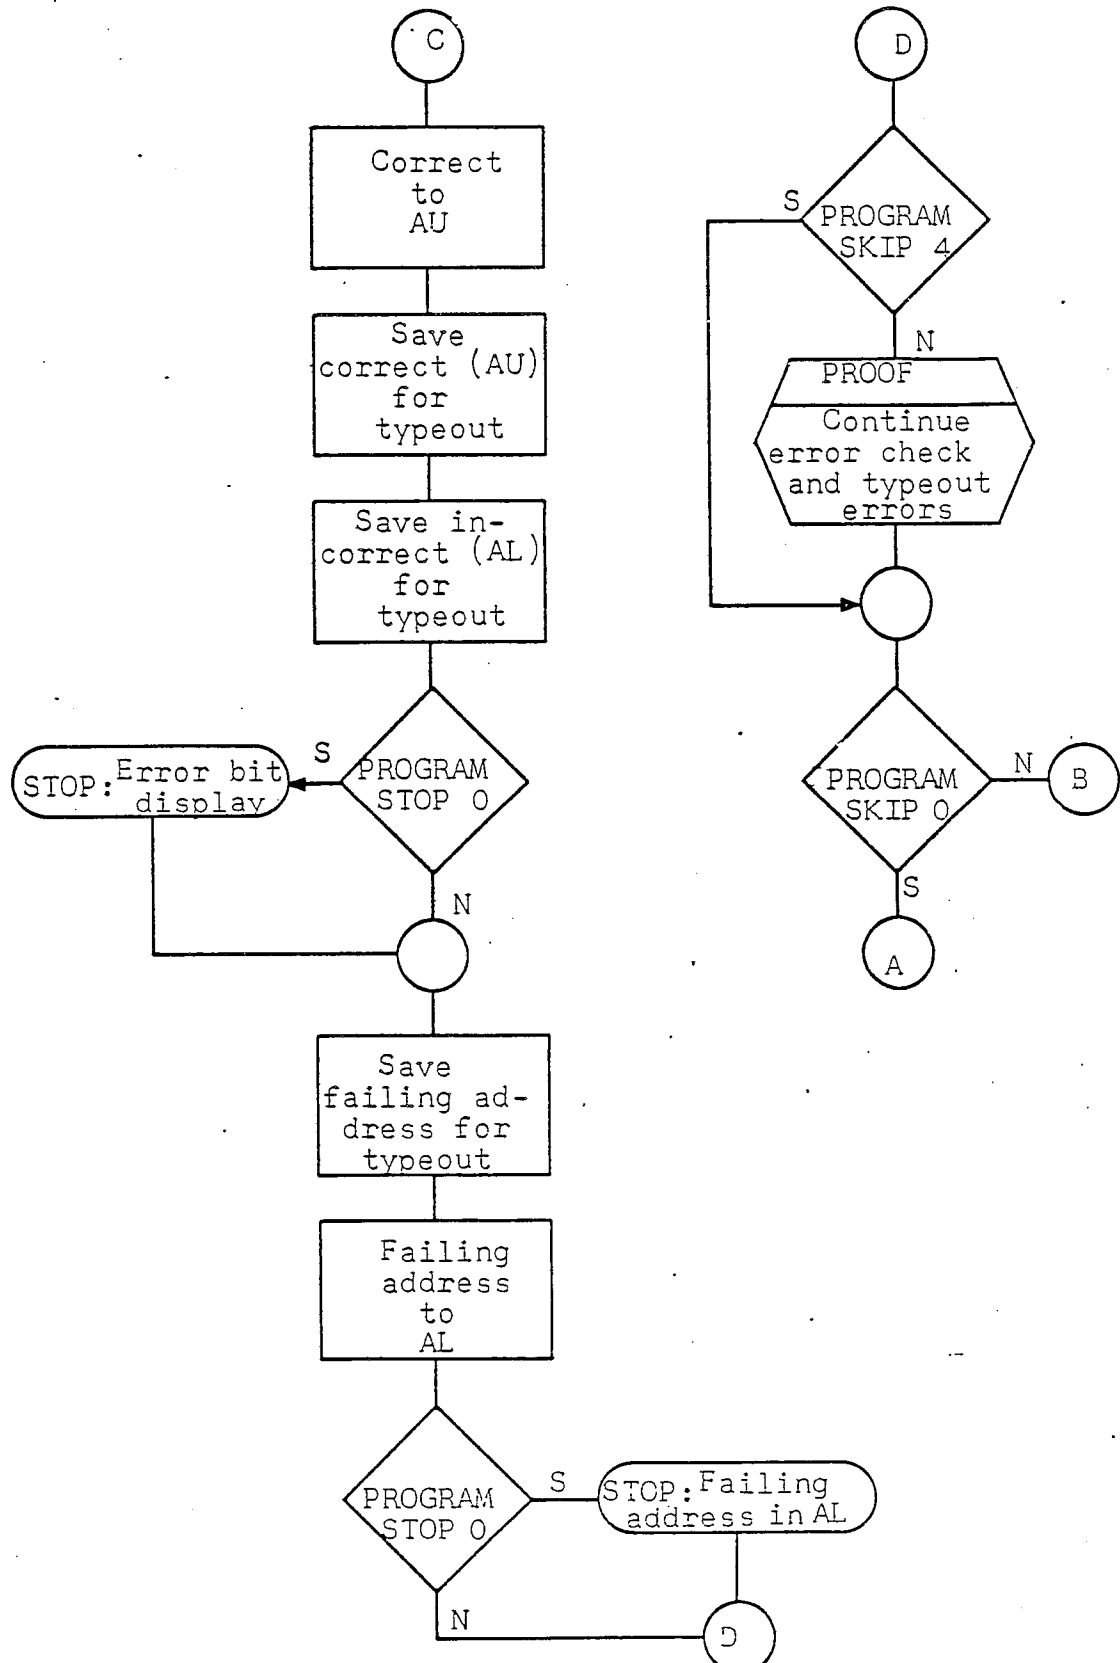 C
Correct
to
AU
Save
correct (AU)
for
typeout
Save in-
correct (AL)
for
typeout
S
PROGRAM
STOP 0
STOP: Error bit
display
N
Save
failing ad-
dress for
typeout
Failing
address
to
AL
PROGRAM
STOP 0
S
STOP: Failing
address in AL
N
D
D
S
PROGRAM
SKIP 4
N
PROOF
Continue
error check
and typeout
errors
PROGRAM
SKIP 0
N
B
S
A